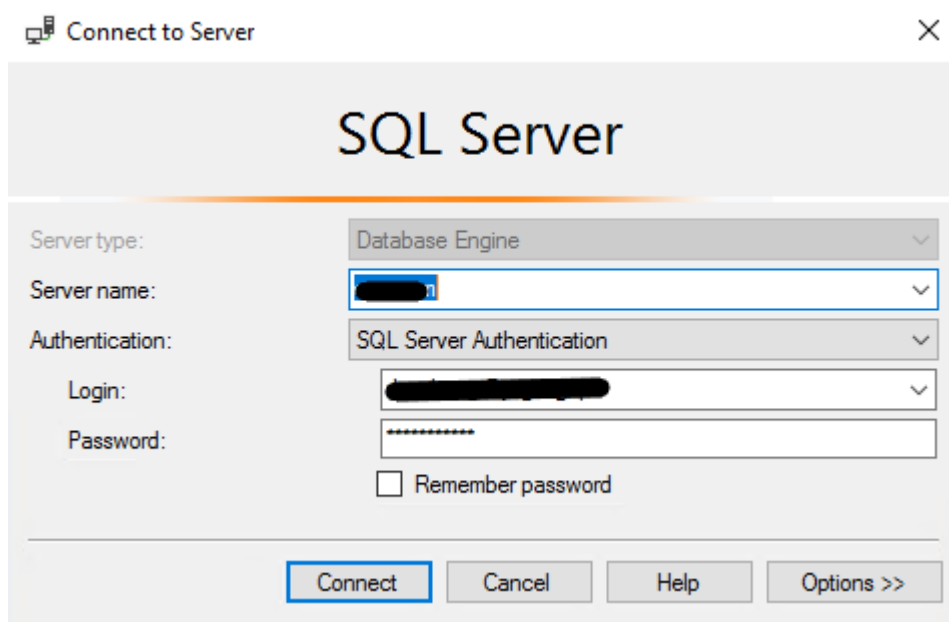 Connect to Server
SQL Server
Server type: Database Engine
Server name:
Authentication: SQL Server Authentication
Login:
Password: ***********
Remember password
Connect Cancel Help Options >>